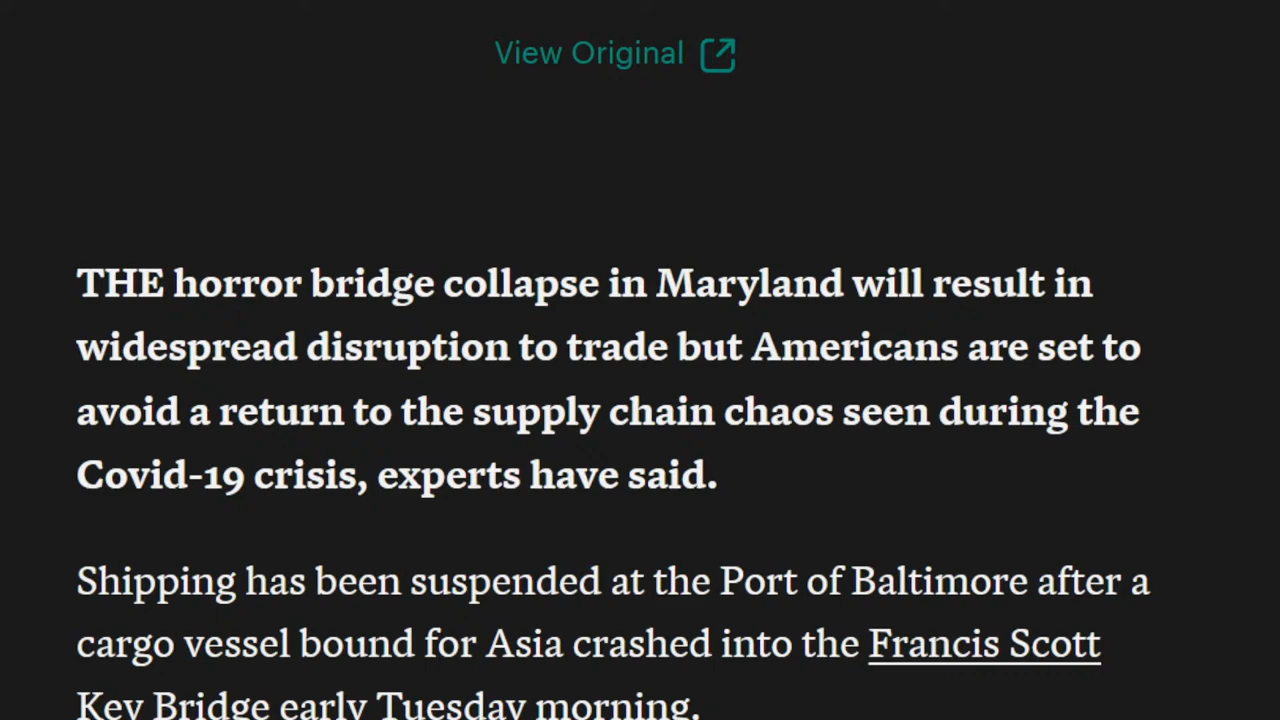 View Original
THE horror bridge collapse in Maryland will result in
widespread disruption to trade but Americans are set to
avoid a return to the supply chain chaos seen during the
Covid-19 crisis, experts have said.
Shipping has been suspended at the Port of Baltimore after a
cargo vessel bound for Asia crashed into the Francis Scott
Key Bridge early Tuesday morning.